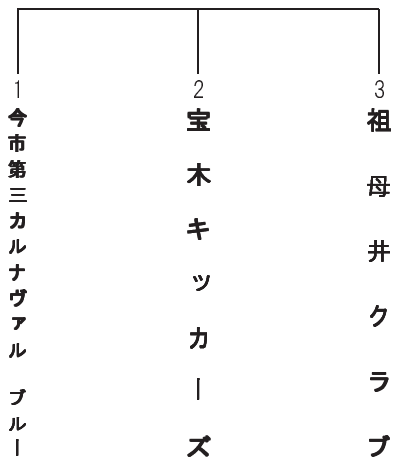 1
今市第三カルナヴァル ブルー
2
宝木キッカーズ
3
祖母井クラブ